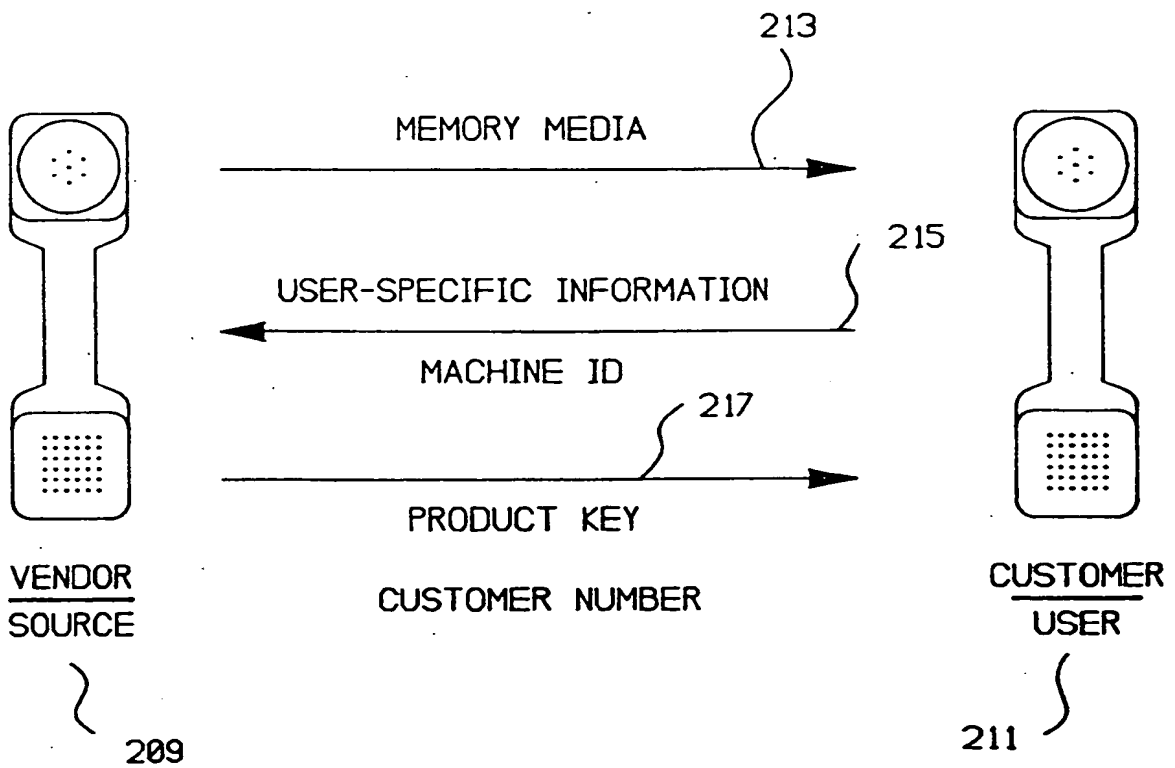 213
MEMORY MEDIA
215
USER-SPECIFIC INFORMATION
MACHINE ID
217
PRODUCT KEY
CUSTOMER NUMBER
VENDOR
SOURCE
209
CUSTOMER
USER
211